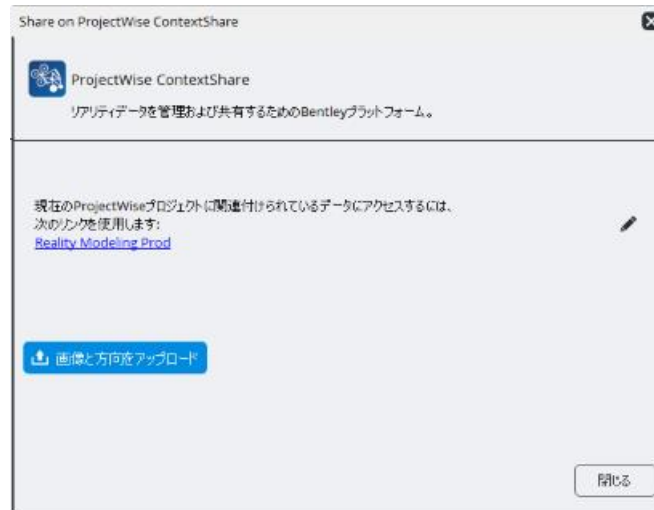 Share on ProjectWise ContextShare
ProjectWise ContextShare
リアリティデータを管理および共有するためのBentleyプラットフォーム。
現在のProjectWiseプロジェクトに関連付けられているデータにアクセスするには、
次のリンクを使用します:
Reality Modeling Prod
画像と方向をアップロード
閉じる